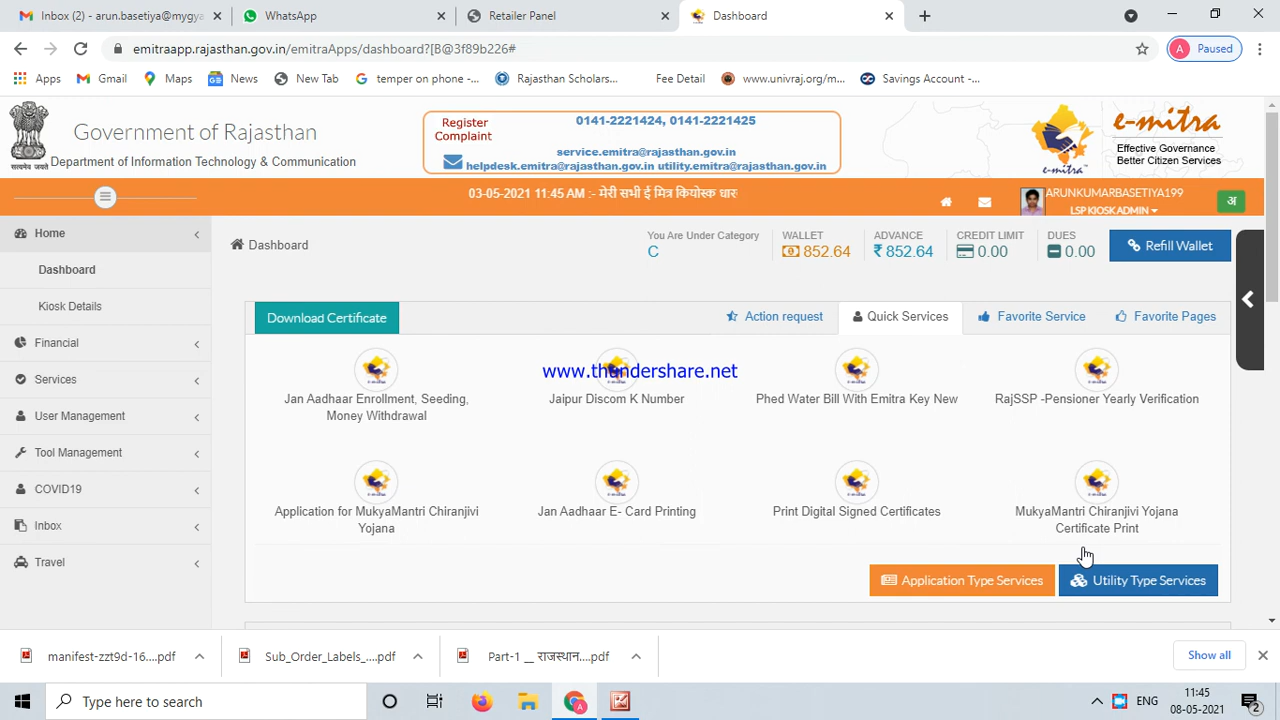 Inbox (33) - arun.basetiya@mygya
WhatsApp
Retailer Panel
Dashboard
emitraapp.rajasthan.gov.in/emitraApps/dashboard?[B@3f89b226#
A Paused
Apps
Gmail
Maps
News
New Tab
temper on phone -...
Rajasthan Scholars...
Fee Detail
www.univraj.org/m...
Savings Account -...
Government of Rajasthan
Department of Information Technology & Communication
Register Complaint
0141-2221424, 0141-2221425
service.emitra@rajasthan.gov.in
helpdesk.emitra@rajasthan.gov.in utility.emitra@rajasthan.gov.in
e-mitra
e-mitra
Effective Governance
Better Citizen Services
03-05-2021 11:45 AM :- मेरी सभी ई मित्र कियोस्क धार
ARUNKUMARBASETIYA199
LSP KIOSK ADMIN
अ
Home
Dashboard
Kiosk Details
Financial
Services
User Management
Tool Management
COVID19
Inbox
Travel
Dashboard
You Are Under Category
C
WALLET
852.64
ADVANCE
₹ 852.64
CREDIT LIMIT
0.00
DUES
0.00
Refill Wallet
Download Certificate
Action request
Quick Services
Favorite Service
Favorite Pages
www.thundershare.net
Jan Aadhaar Enrollment, Seeding,
Money Withdrawal
Jaipur Discom K Number
Phed Water Bill With Emitra Key New
RajSSP -Pensioner Yearly Verification
Application for MukyaMantri Chiranjivi
Yojana
Jan Aadhaar E- Card Printing
Print Digital Signed Certificates
MukyaMantri Chiranjivi Yojana
Certificate Print
Application Type Services
Utility Type Services
manifest-zzt9d-16....pdf
Sub_Order_Labels_....pdf
Part-1 __ राजस्थान....pdf
Show all
Type here to search
ENG
11:45
08-05-2021
2